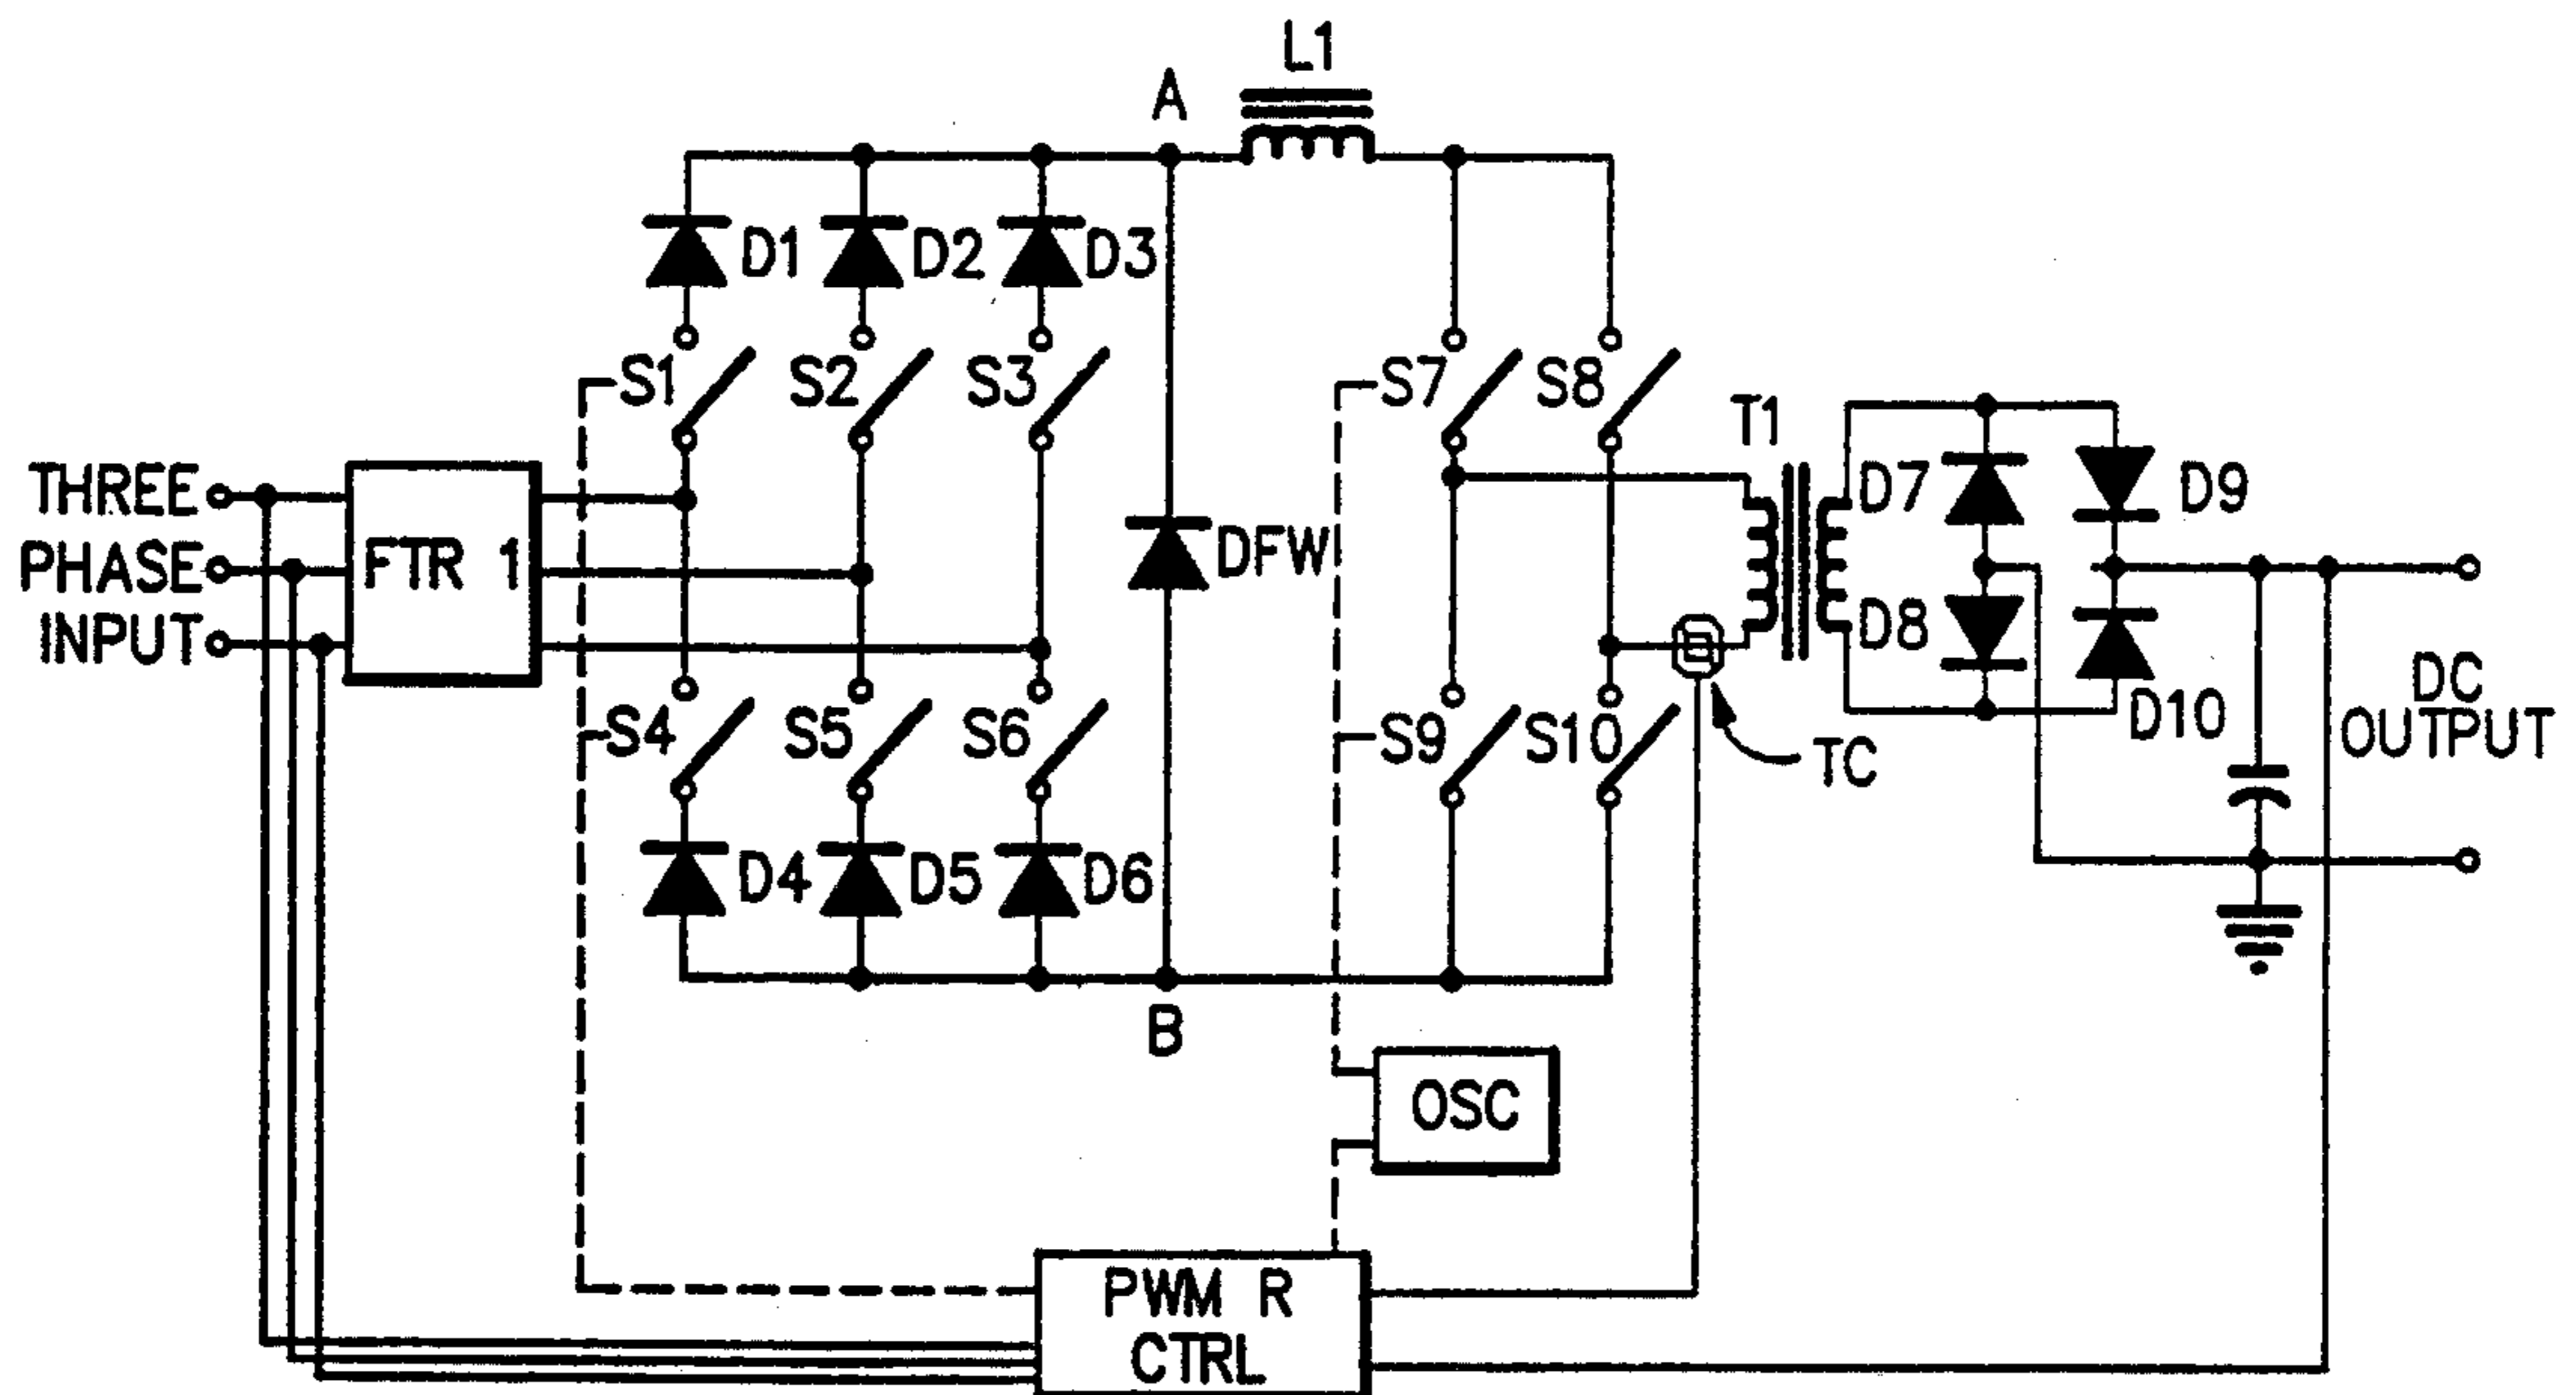 L1
A
D1
D2
D3
S1
S2
S3
S7
S8
T1
THREE
PHASE
INPUT
FTR 1
DFW
D7
D9
D8
D10
S4
S5
S6
S9
S10
TC
DC
OUTPUT
D4
D5
D6
B
OSC
PWM R
CTRL